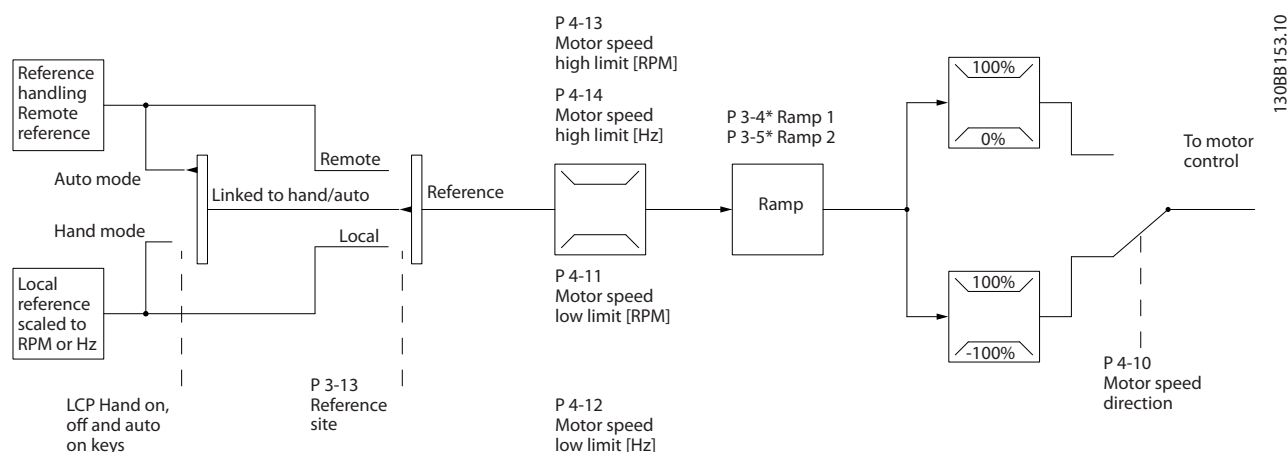 Reference
handling
Remote
reference
Auto mode
Hand mode
Local
reference
scaled to
RPM or Hz
LCP Hand on,
off and auto
on keys
Linked to hand/auto
Remote
Local
P 3-13
Reference
site
Reference
P 4-13
Motor speed
high limit [RPM]
P 4-14
Motor speed
high limit [Hz]
P 4-11
Motor speed
low limit [RPM]
P 4-12
Motor speed
low limit [Hz]
P 3-4* Ramp 1
P 3-5* Ramp 2
Ramp
100%
0%
100%
-100%
To motor
control
P 4-10
Motor speed
direction
130BB153.10